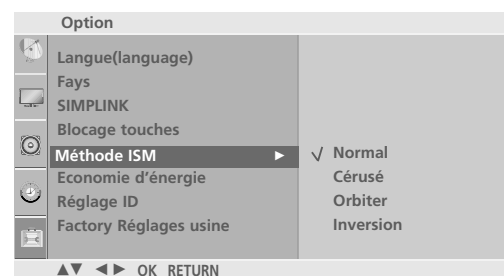 Option
Langue(language)
Fays
SIMPLINK
Blocage touches
Méthode ISM ► √ Normal
Economie d’énergie Cérusé
Réglage ID Orbiter
Factory Réglages usine Inversion
▲▼ ◄► OK RETURN